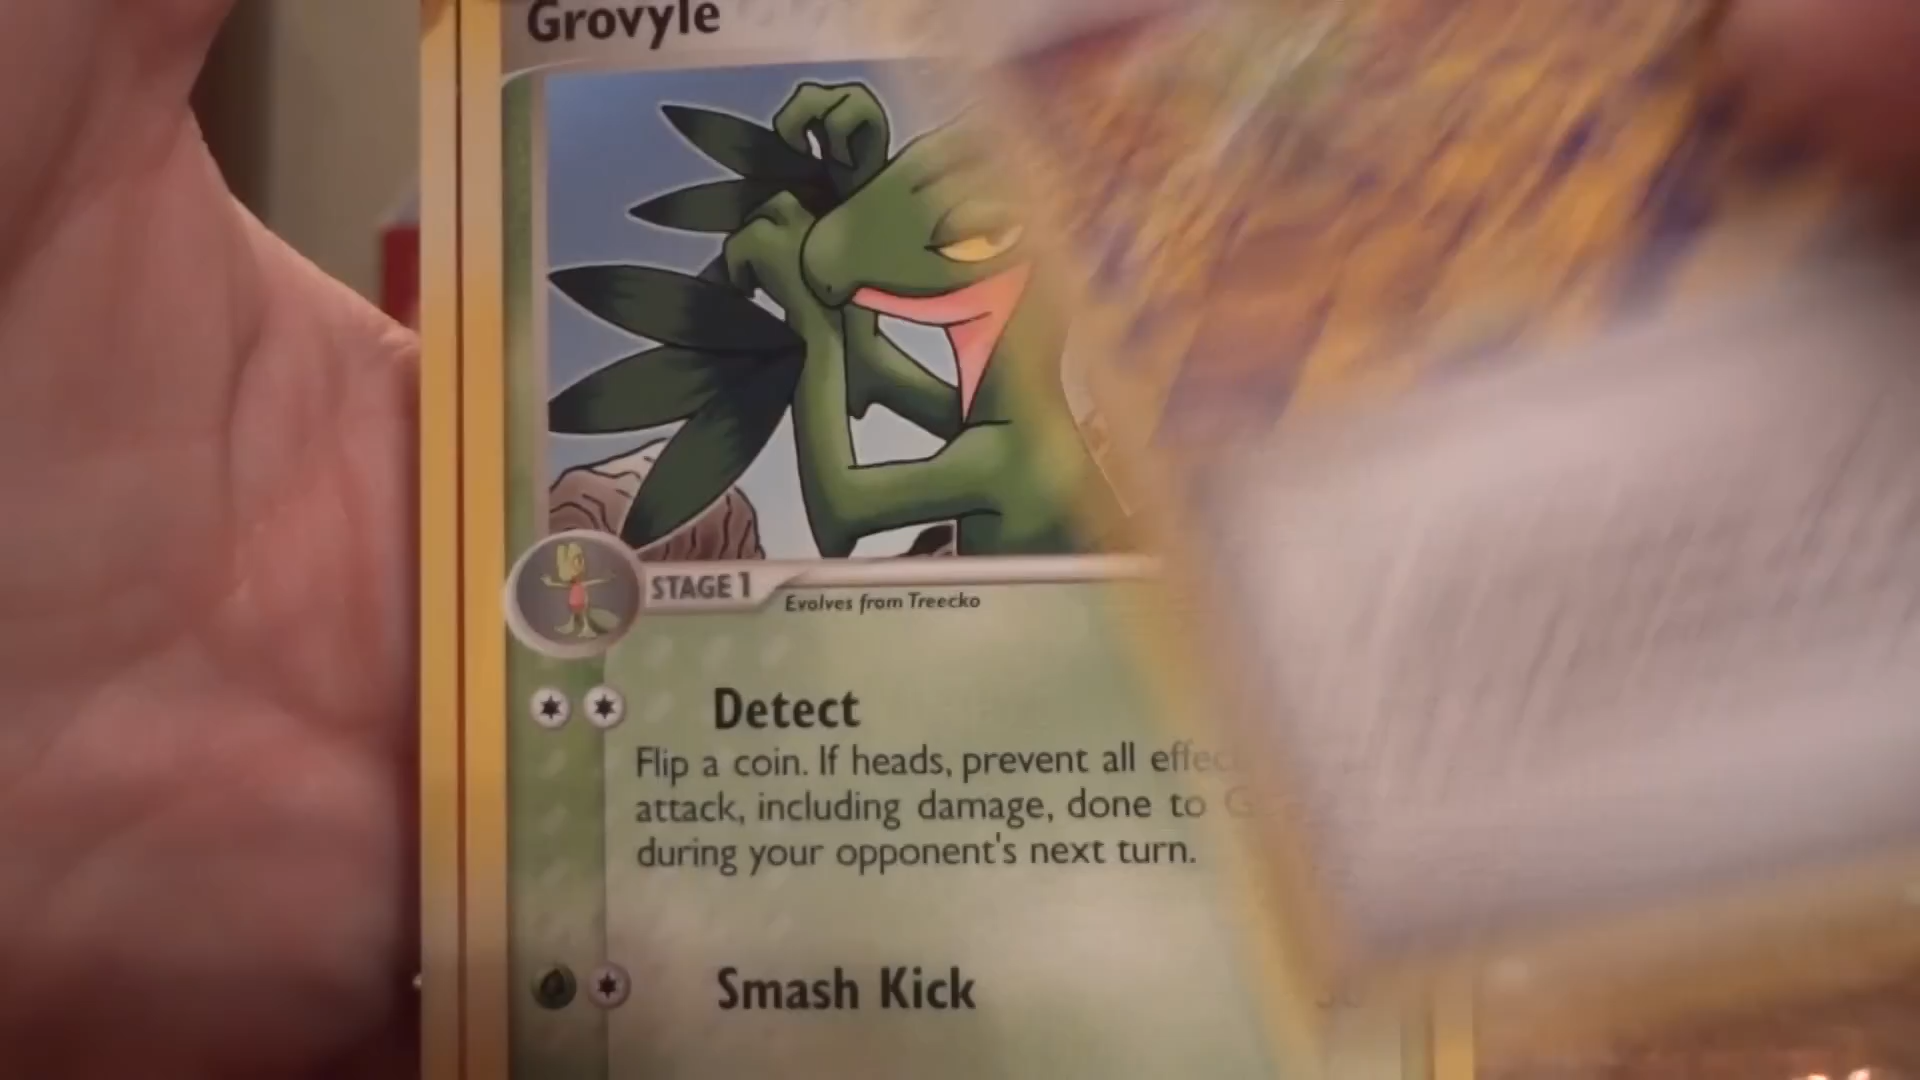 Grovyle
STAGE 1
Evolves from Treecko
Detect
Flip a coin. If heads, prevent all effec
attack, including damage, done to G
during your opponent's next turn.
Smash Kick